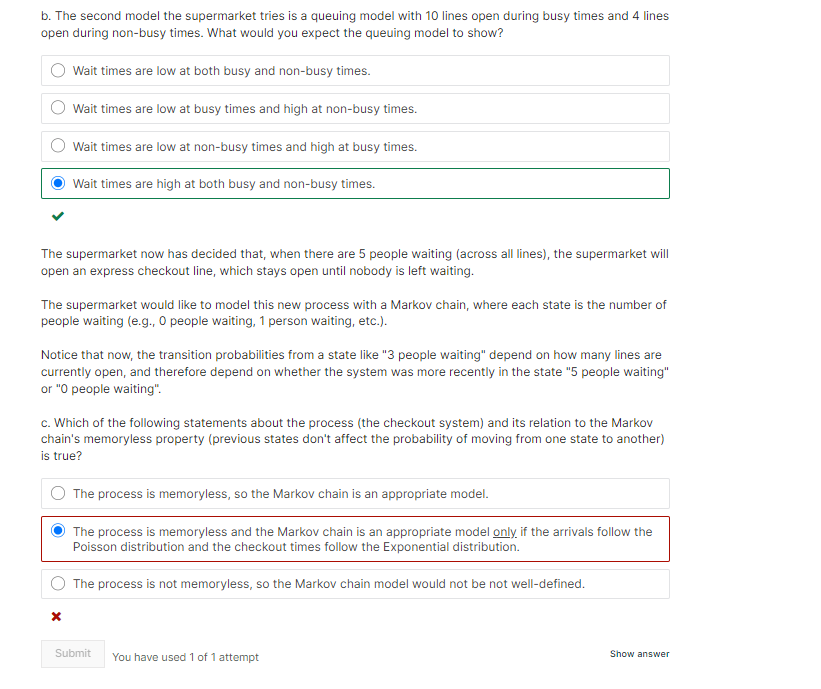 b. The second model the supermarket tries is a queuing model with 10 lines open during busy times and 4 lines
open during non-busy times. What would you expect the queuing model to show?
Wait times are low at both busy and non-busy times.
Wait times are low at busy times and high at non-busy times.
Wait times are low at non-busy times and high at busy times.
Wait times are high at both busy and non-busy times.
The supermarket now has decided that, when there are 5 people waiting (across all lines), the supermarket will
open an express checkout line, which stays open until nobody is left waiting.
The supermarket would like to model this new process with a Markov chain, where each state is the number of
people waiting (e.g., 0 people waiting, 1 person waiting, etc.).
Notice that now, the transition probabilities from a state like "3 people waiting" depend on how many lines are
currently open, and therefore depend on whether the system was more recently in the state "5 people waiting"
or "0 people waiting".
c. Which of the following statements about the process (the checkout system) and its relation to the Markov
chain's memoryless property (previous states don't affect the probability of moving from one state to another)
is true?
The process is memoryless, so the Markov chain is an appropriate model.
The process is memoryless and the Markov chain is an appropriate model only if the arrivals follow the
Poisson distribution and the checkout times follow the Exponential distribution.
The process is not memoryless, so the Markov chain model would not be not well-defined.
Submit
You have used 1 of 1 attempt
Show answer